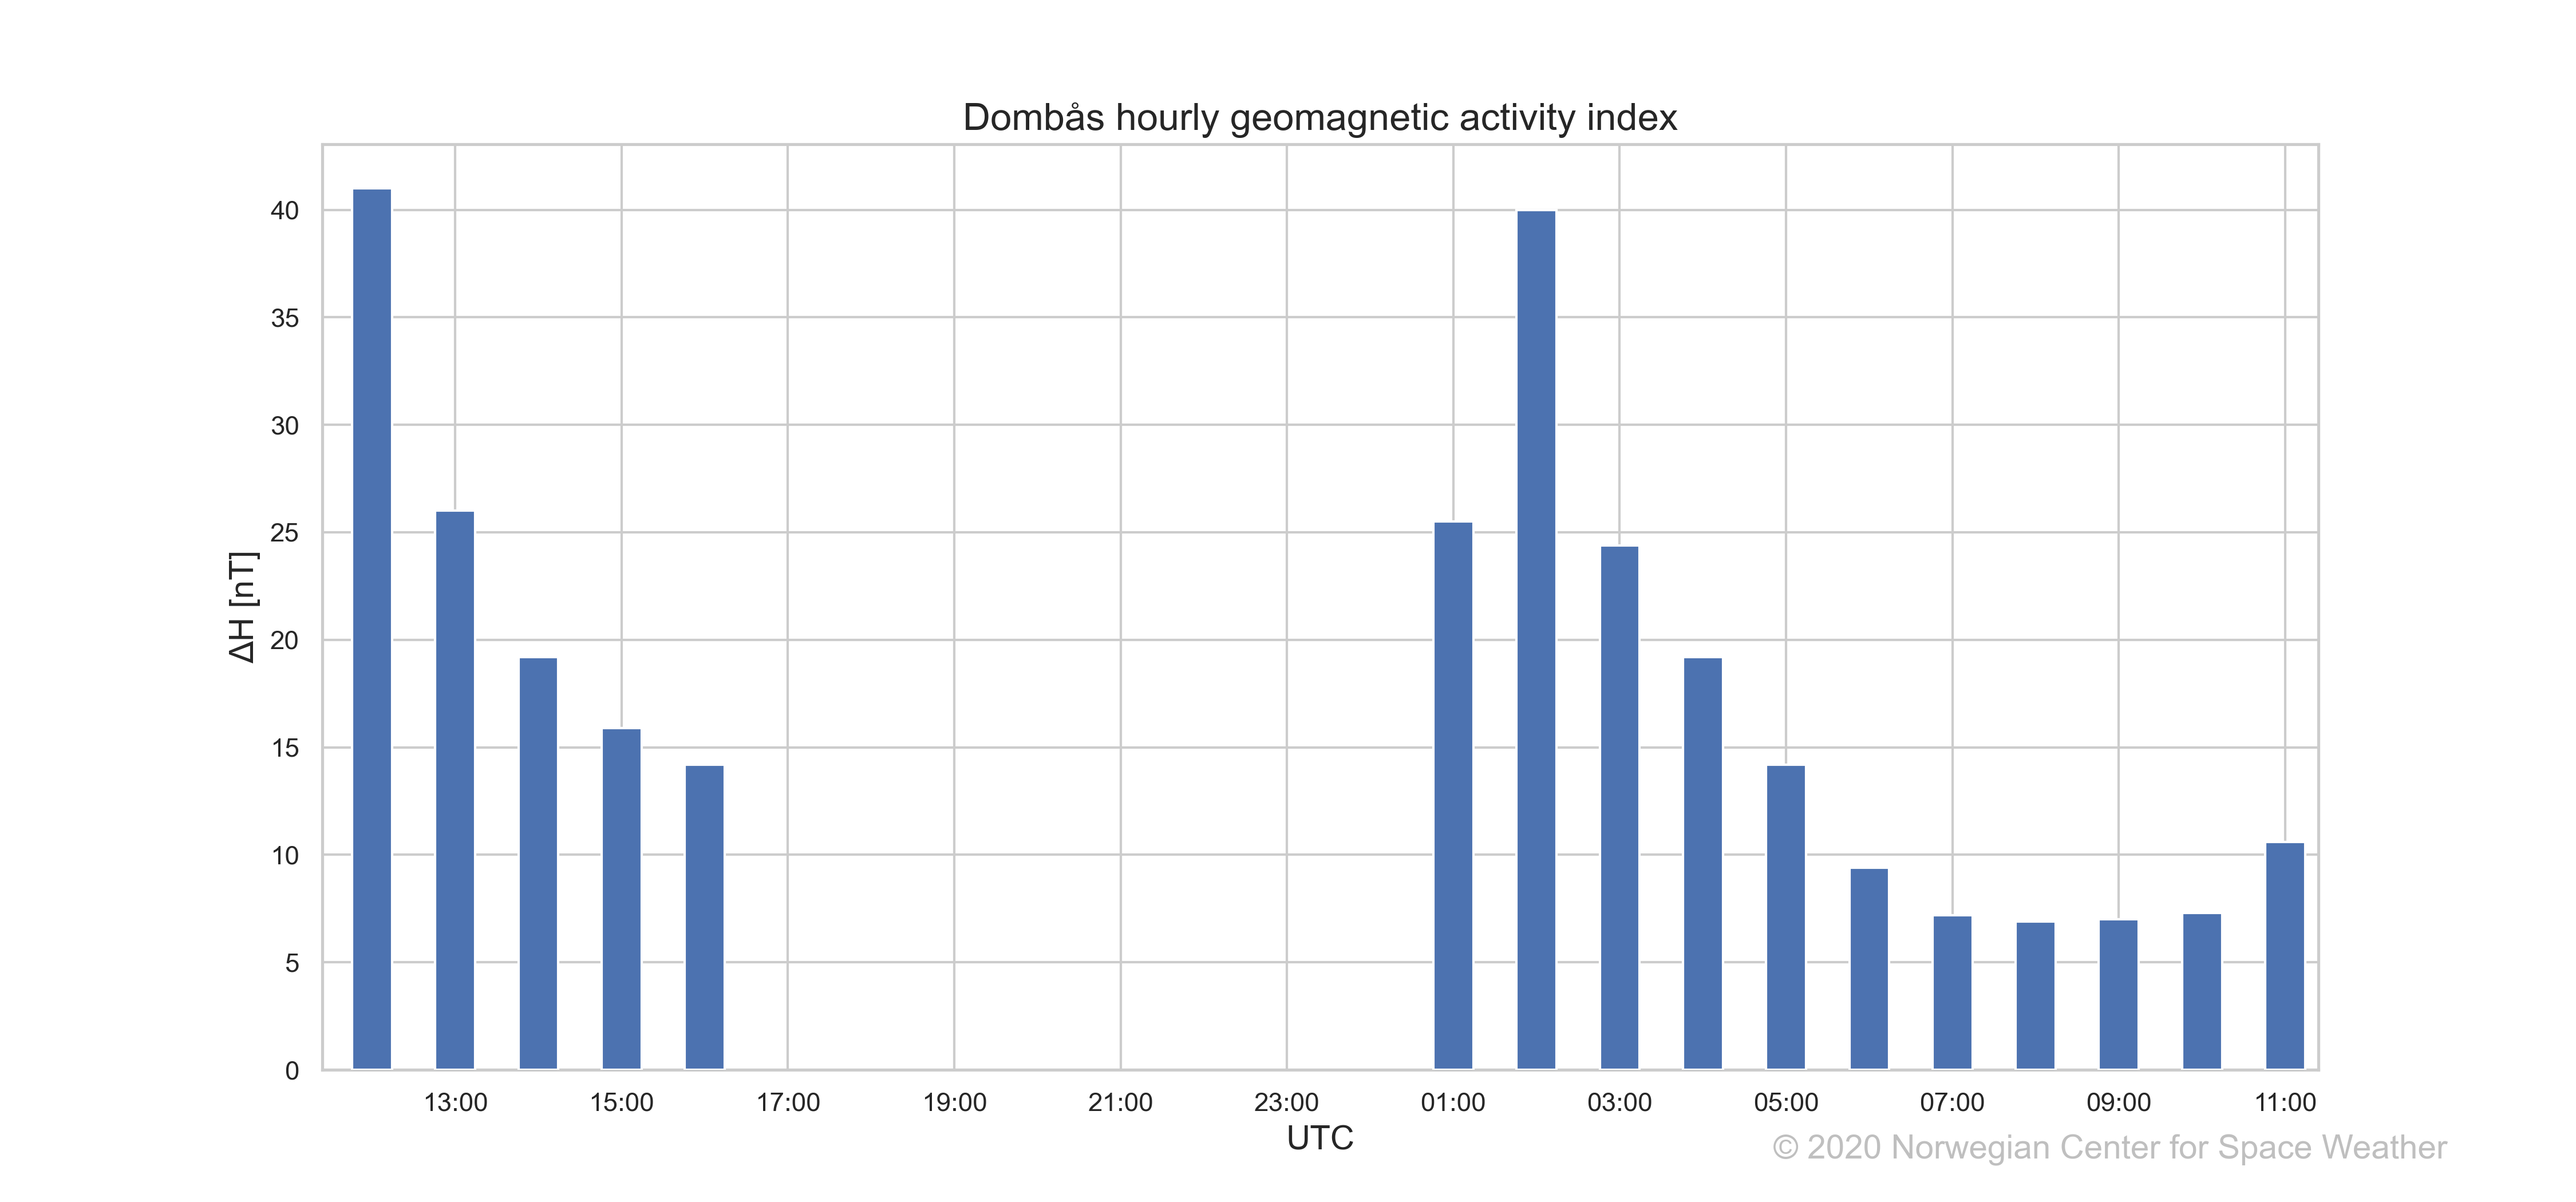 Dombås hourly geomagnetic activity index
ΔH [nT]
40
35
30
25
20
15
10
5
0
13:00 15:00 17:00 19:00 21:00 23:00 01:00 03:00 05:00 07:00 09:00 11:00
UTC
© 2020 Norwegian Center for Space Weather